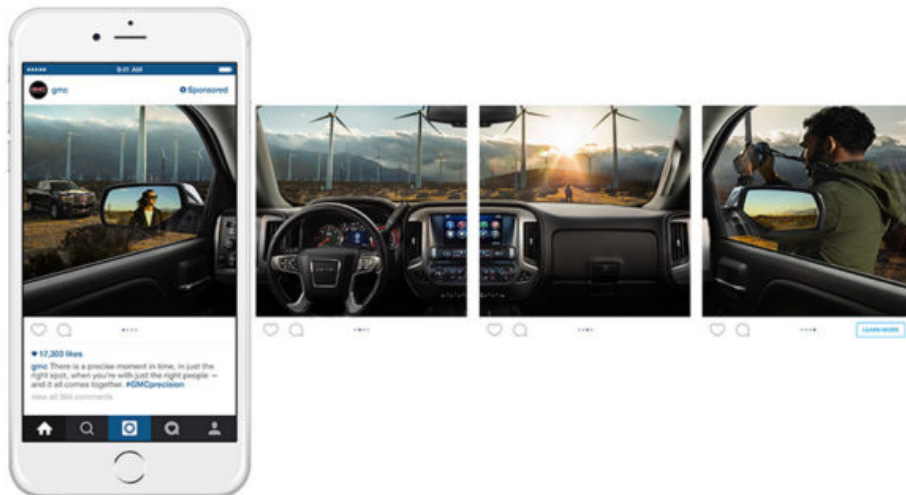 9:41 AM
gmc
Sponsored
17,303 likes
gmc There is a precise moment in time, in just the
right spot, when you're with just the right people —
and it all comes together. #GMCprecision
view all 364 comments
LEARN MORE